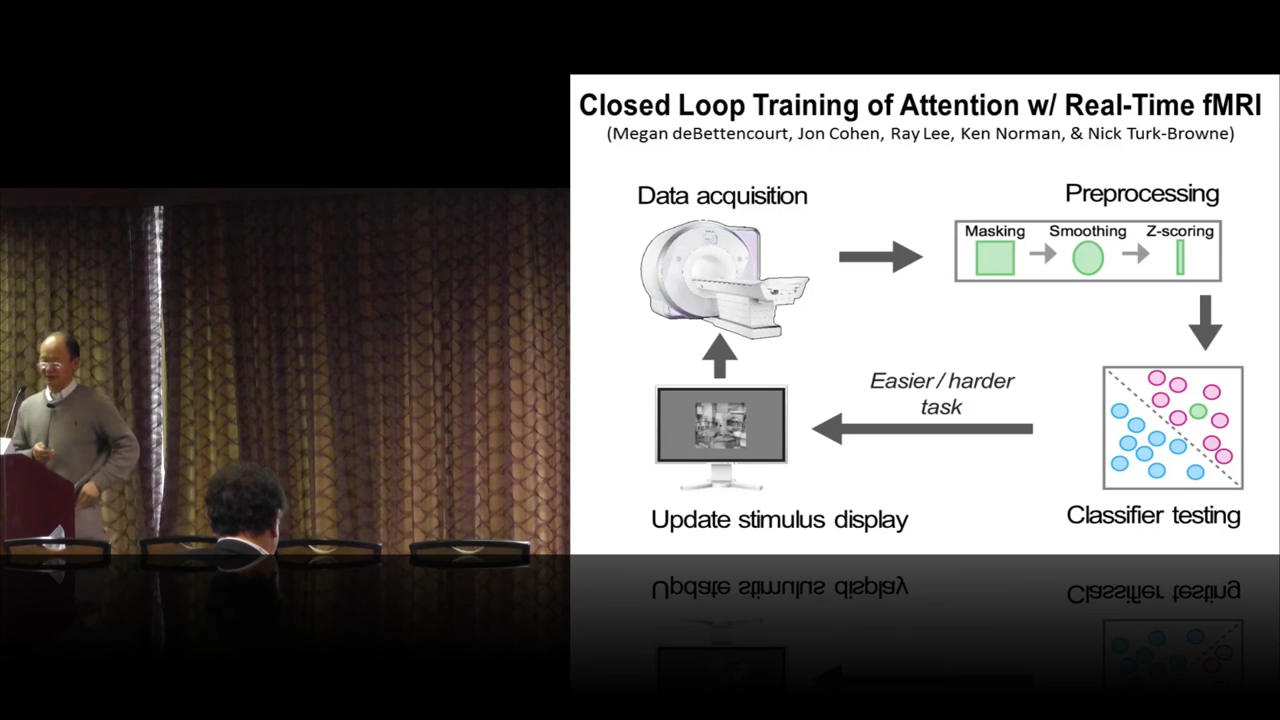 Closed Loop Training of Attention w/ Real-Time fMRI
(Megan deBettencourt, Jon Cohen, Ray Lee, Ken Norman, & Nick Turk-Browne)
Data acquisition
Preprocessing
Masking
Smoothing
Z-scoring
Easier / harder
task
Update stimulus display
Classifier testing